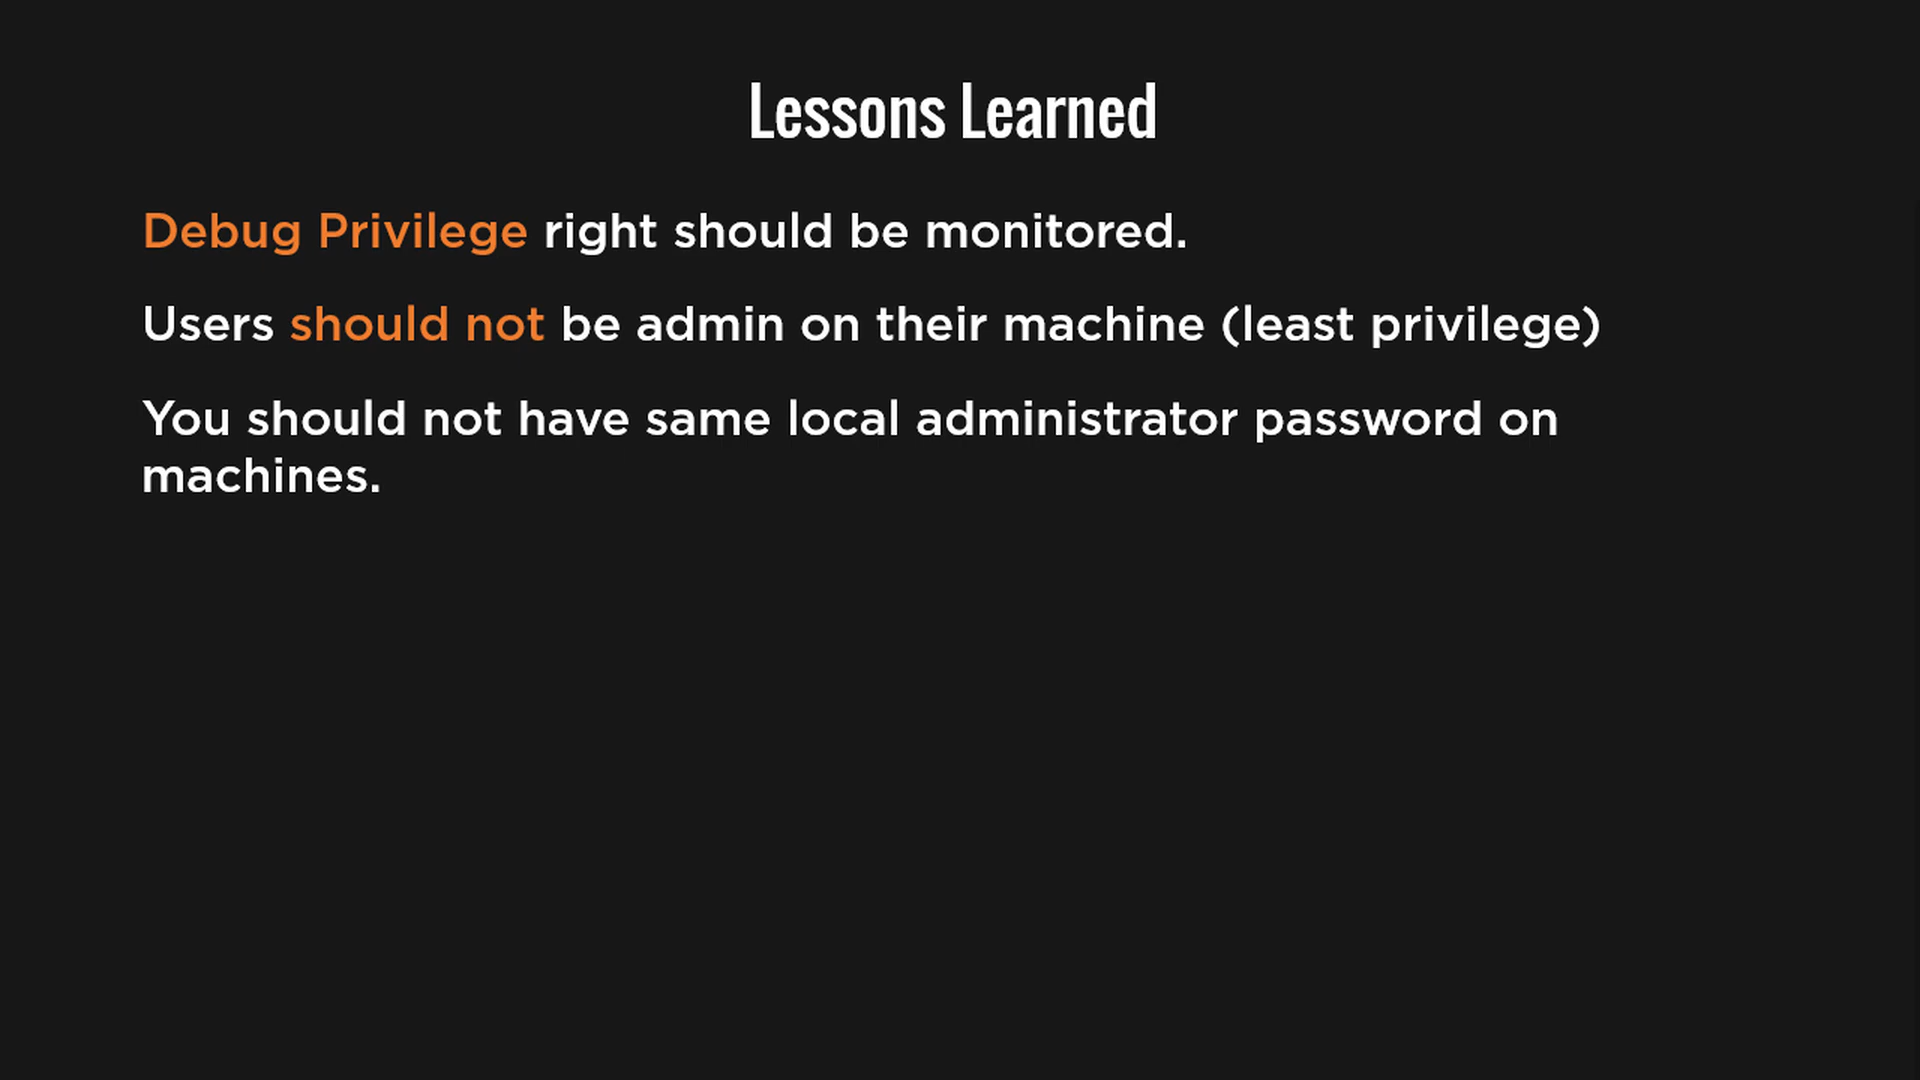 Lessons Learned
Debug Privilege right should be monitored.
Users should not be admin on their machine (least privilege)
You should not have same local administrator password on
machines.